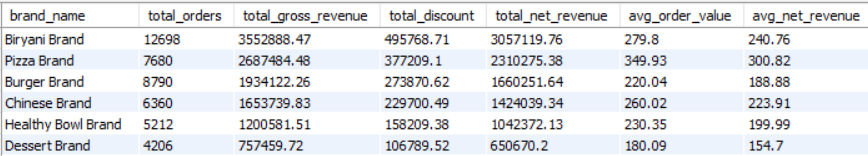 brand_name total_orders total_gross_revenue total_discount total_net_revenue avg_order_value avg_net_revenue
Biryani Brand 12698 3552888.47 495768.71 3057119.76 279.8 240.76
Pizza Brand 7680 2687484.48 377209.1 2310275.38 349.93 300.82
Burger Brand 8790 1934122.26 273870.62 1660251.64 220.04 188.88
Chinese Brand 6360 1653739.83 229700.49 1424039.34 260.02 223.91
Healthy Bowl Brand 5212 1200581.51 158209.38 1042372.13 230.35 199.99
Dessert Brand 4206 757459.72 106789.52 650670.2 180.09 154.7